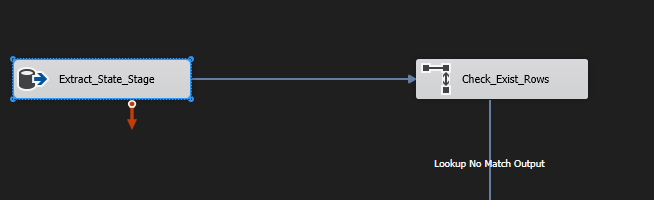 Extract_State_Stage
Check_Exist_Rows
Lookup No Match Output